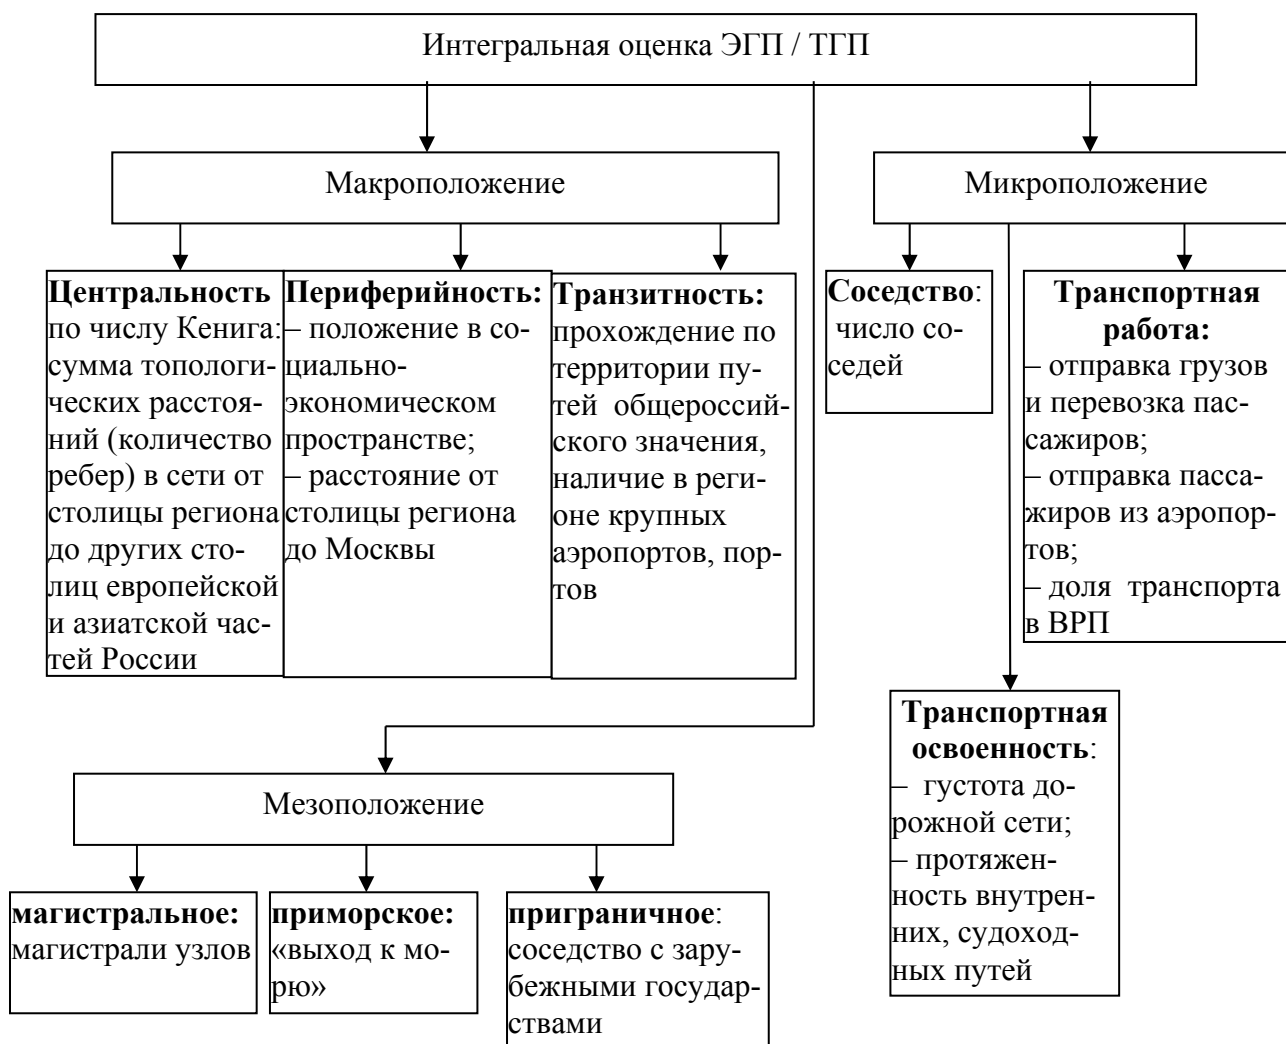 Интегральная оценка ЭГП / ТГП
Макроположение
Микроположение
Центральность
по числу Кенига:
сумма топологи-
ческих расстоя-
ний (количество
ребер) в сети от
столицы региона
до других сто-
лиц европейской
и азиатской час-
тей России
Периферийность:
– положение в со-
циально-
экономическом
пространстве;
– расстояние от
столицы региона
до Москвы
Транзитность:
прохождение по
территории пу-
тей общероссий-
ского значения,
наличие в реги-
оне крупных
аэропортов, пор-
тов
Соседство:
число со-
седей
Транспортная
работа:
– отправка грузов
и перевозка пас-
сажиров;
– отправка пасса-
жиров из аэропор-
тов;
– доля транспорта
в ВРП
Транспортная
освоенность:
– густота до-
рожной сети;
– протяжен-
ность внутрен-
них, судоход-
ных путей
Мезоположение
магистральное:
магистрали узлов
приморское:
«выход к мо-
рю»
приграничное:
соседство с зару-
бежными государ-
ствами